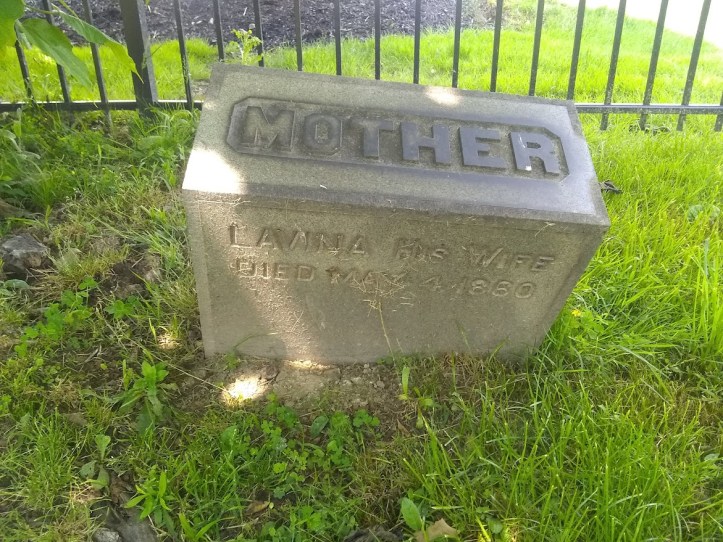 MOTHER
LAVINA HIS WIFE
DIED MAY 4 1880